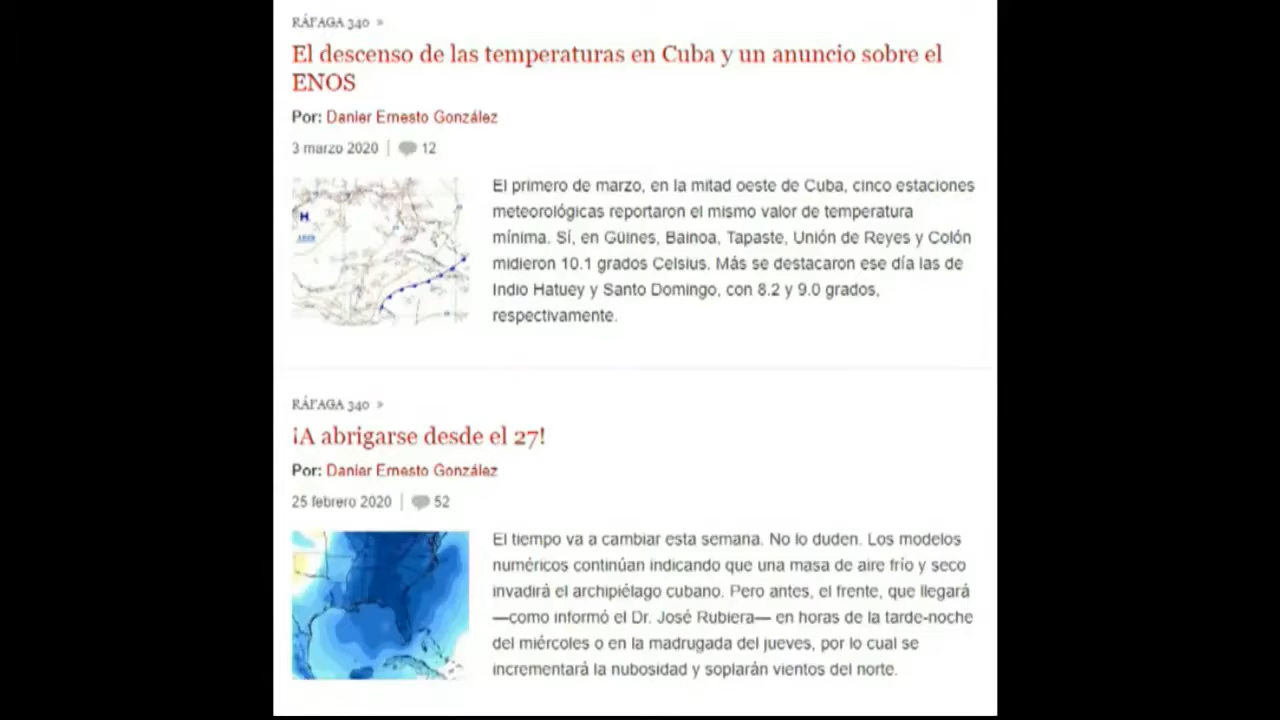 RÁFAGA 340 »
El descenso de las temperaturas en Cuba y un anuncio sobre el
ENOS
Por: Danier Ernesto González
3 marzo 2020 | 12
El primero de marzo, en la mitad oeste de Cuba, cinco estaciones
meteorológicas reportaron el mismo valor de temperatura
mínima. Sí, en Güines, Bainoa, Tapaste, Unión de Reyes y Colón
midieron 10.1 grados Celsius. Más se destacaron ese día las de
Indio Hatuey y Santo Domingo, con 8.2 y 9.0 grados,
respectivamente.
H
RÁFAGA 340 »
¡A abrigarse desde el 27!
Por: Danier Ernesto González
25 febrero 2020 | 52
El tiempo va a cambiar esta semana. No lo duden. Los modelos
numéricos continúan indicando que una masa de aire frío y seco
invadirá el archipiélago cubano. Pero antes, el frente, que llegará
—como informó el Dr. José Rubiera— en horas de la tarde-noche
del miércoles o en la madrugada del jueves, por lo cual se
incrementará la nubosidad y soplarán vientos del norte.